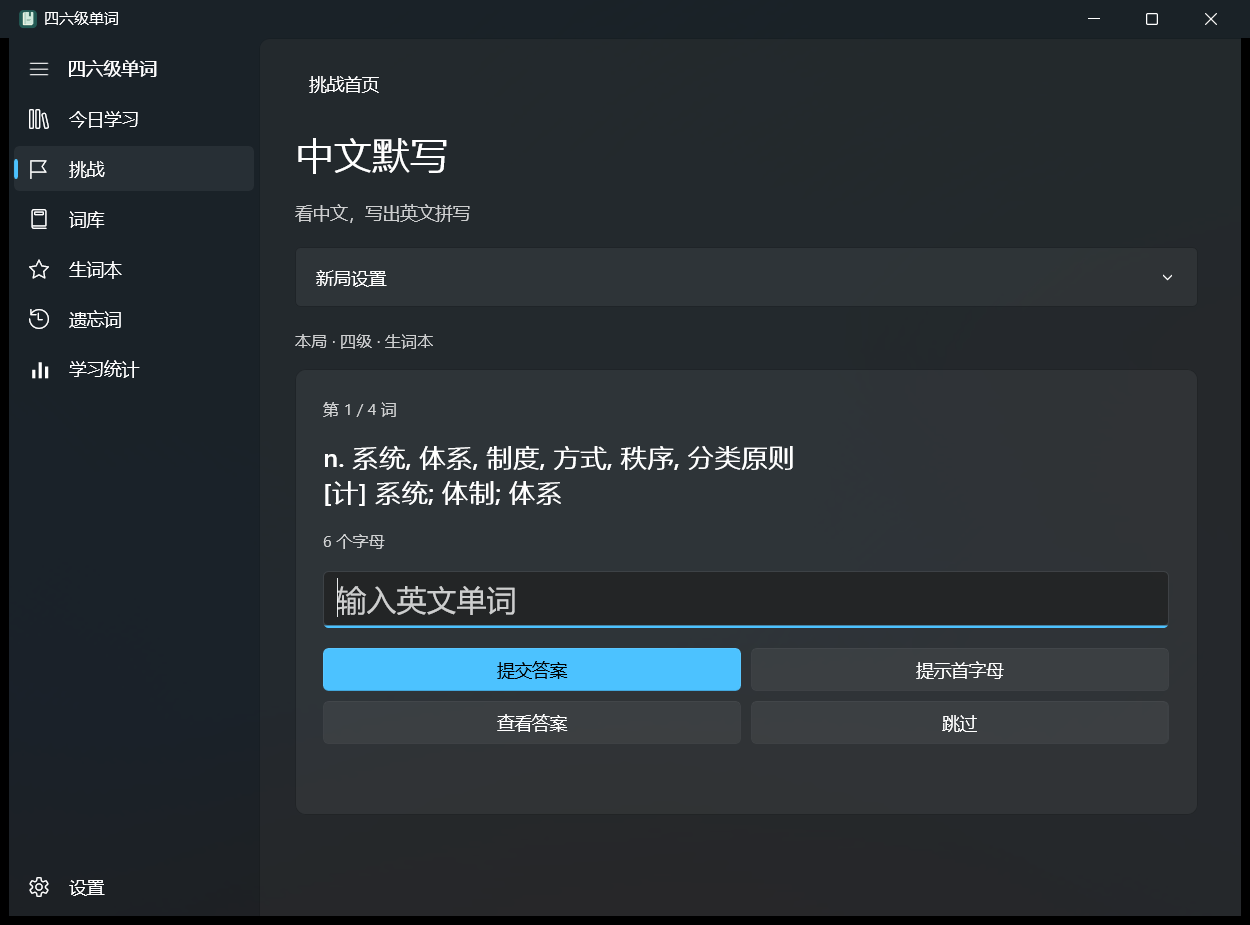 四六级单词
四六级单词
今日学习
挑战
词库
生词本
遗忘词
学习统计
设置
挑战首页
中文默写
看中文，写出英文拼写
新局设置
本局 · 四级 · 生词本
第 1 / 4 词
n. 系统, 体系, 制度, 方式, 秩序, 分类原则
[计] 系统; 体制; 体系
6 个字母
输入英文单词
提交答案
提示首字母
查看答案
跳过